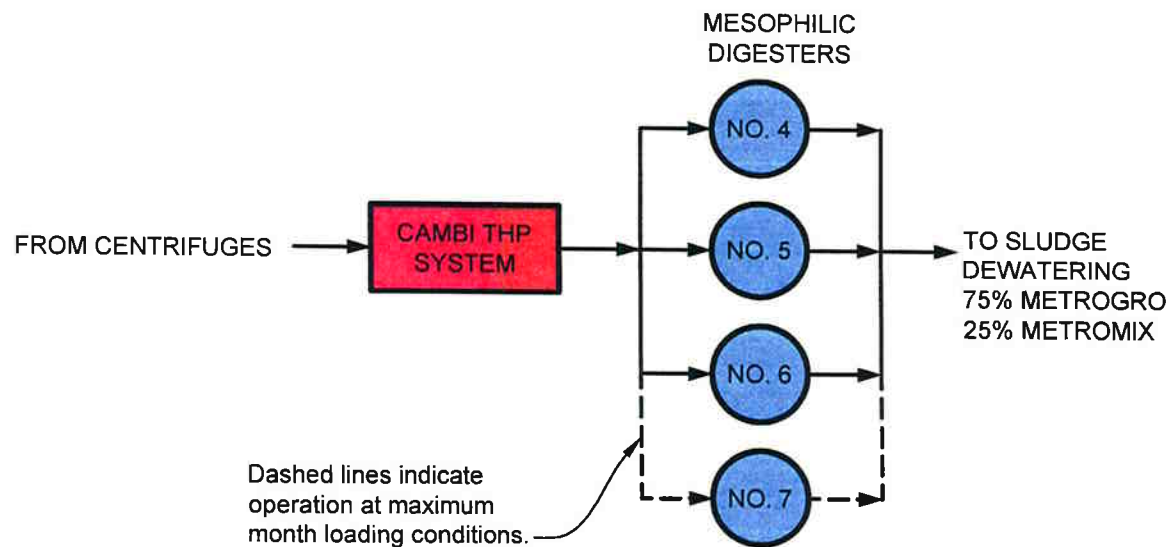 MESOPHILIC
DIGESTERS
NO. 4
FROM CENTRIFUGES
CAMBI THP
SYSTEM
NO. 5
TO SLUDGE
DEWATERING
75% METROGRO
25% METROMIX
NO. 6
Dashed lines indicate
operation at maximum
month loading conditions.
NO. 7